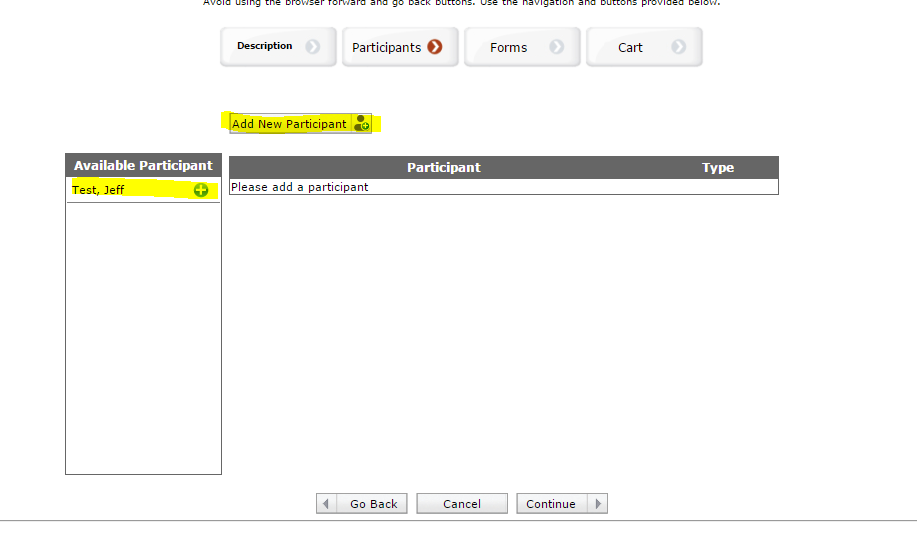 Avoid using the browser forward and go back buttons. Use the navigation and buttons provided below.
Description
Participants
Forms
Cart
Add New Participant
Available Participant
Test, Jeff
Participant Type
Please add a participant
Go Back
Cancel
Continue